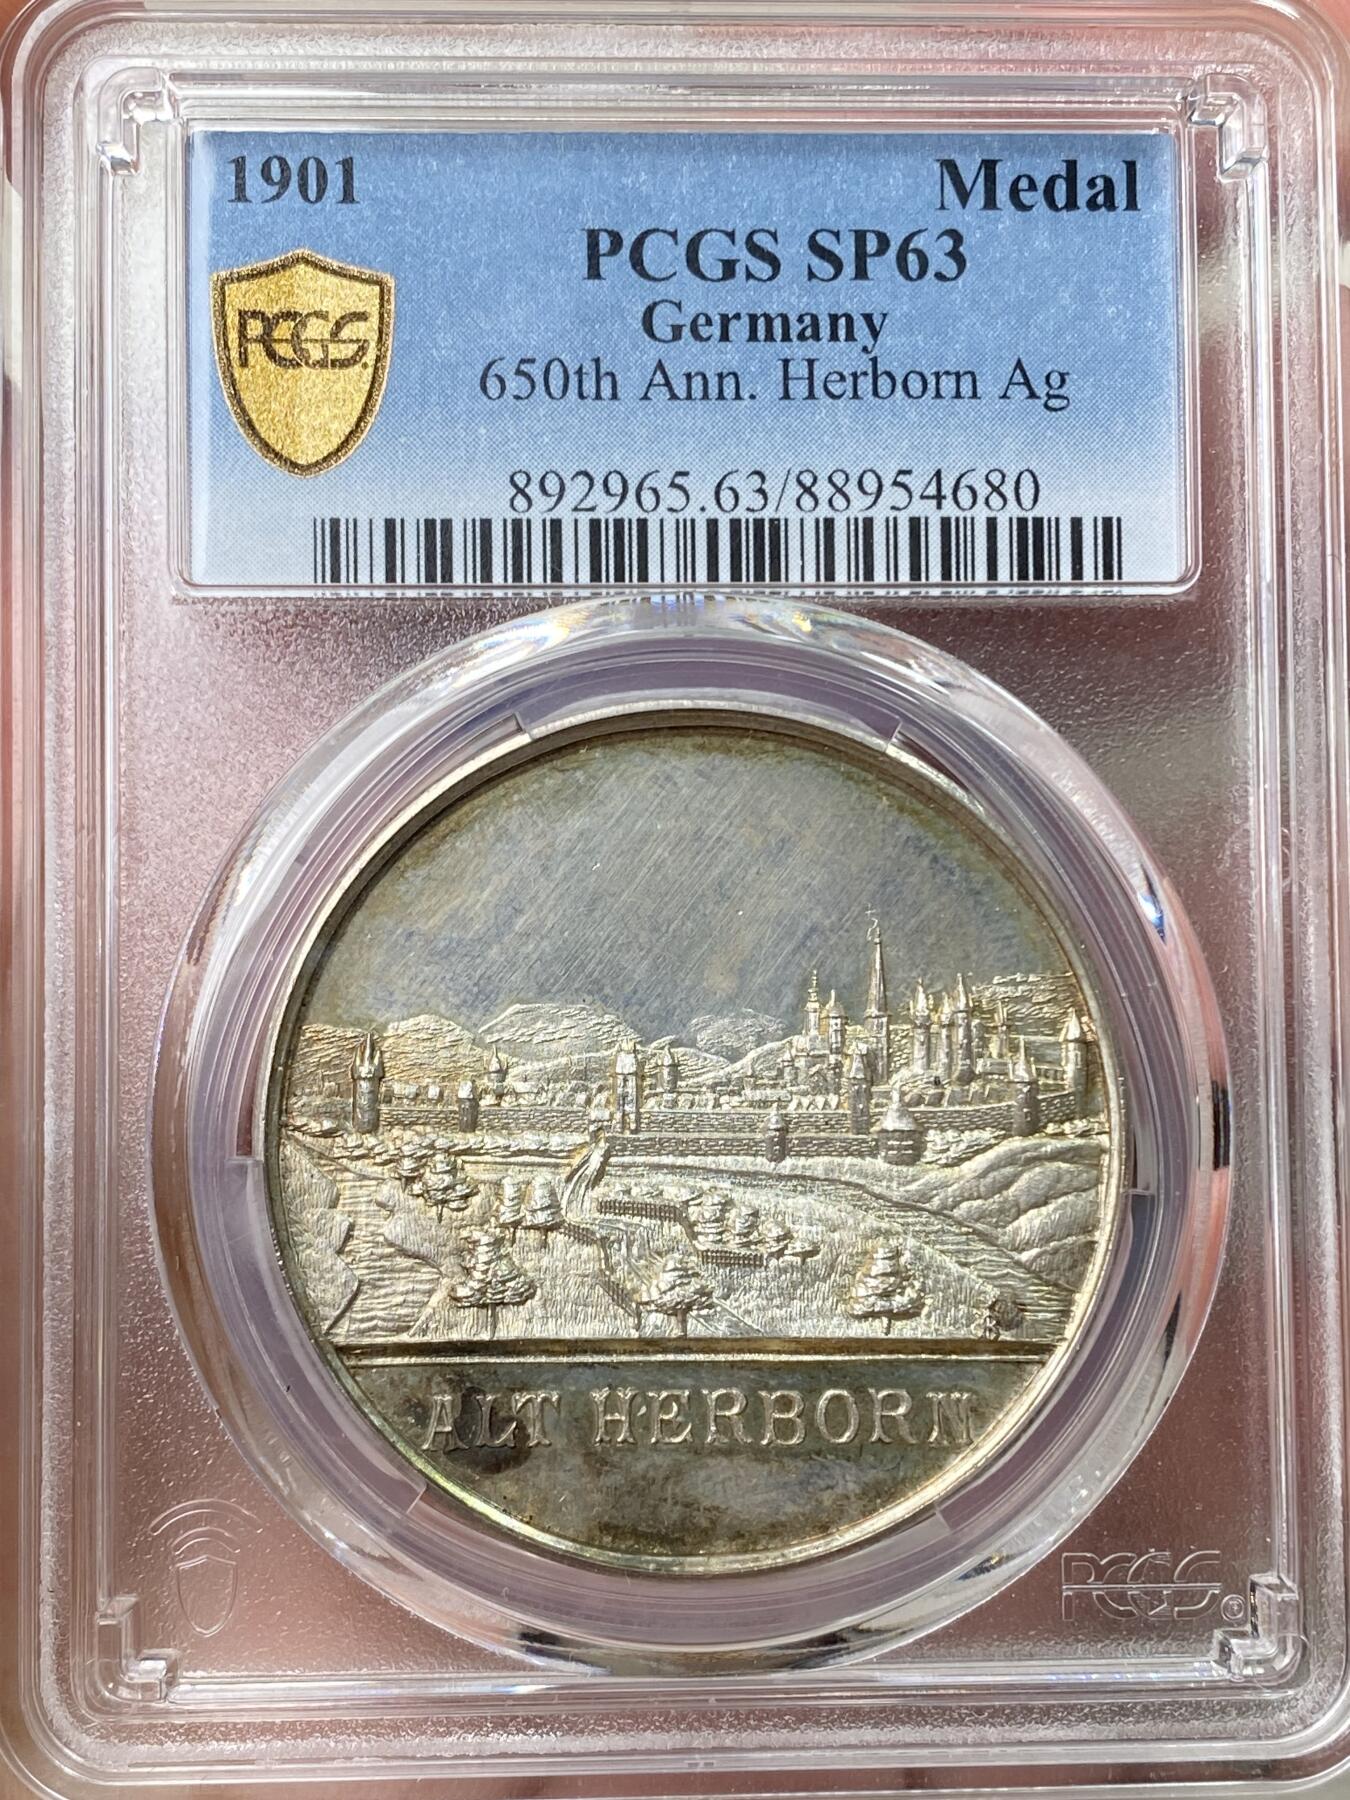 1901
Medal
PCGS SP63
Germany
PCGS
650th Ann. Herborn Ag
892965.63/88954680
ALT HERBORN
PCGS